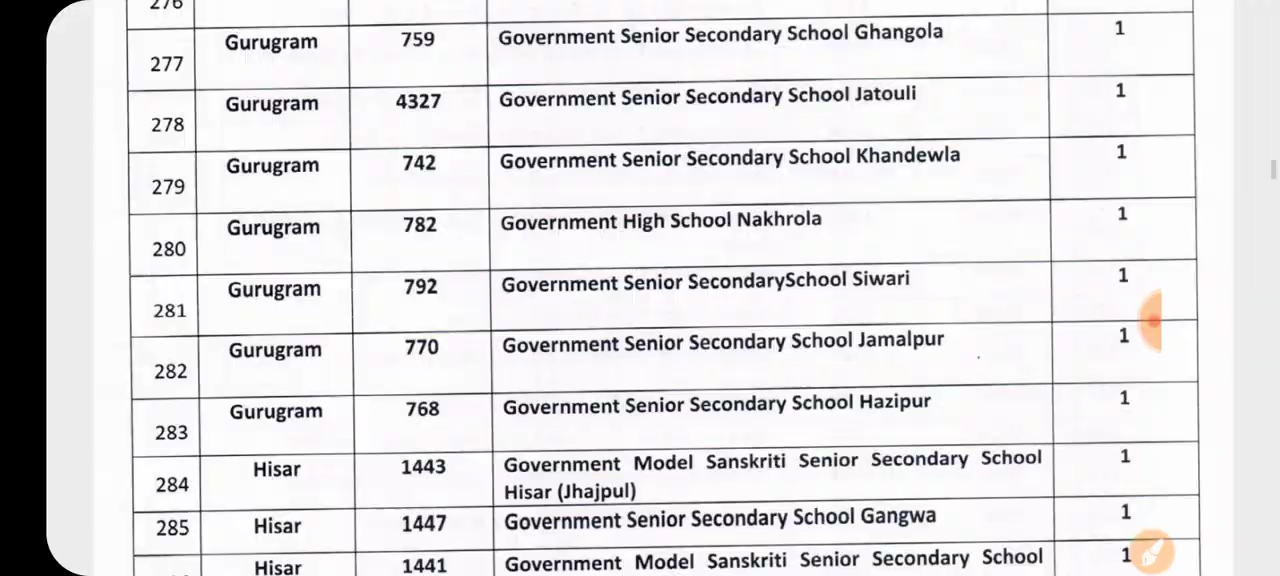 276
277 Gurugram 759 Government Senior Secondary School Ghangola 1
278 Gurugram 4327 Government Senior Secondary School Jatouli 1
279 Gurugram 742 Government Senior Secondary School Khandewla 1
280 Gurugram 782 Government High School Nakhrola 1
281 Gurugram 792 Government Senior SecondarySchool Siwari 1
282 Gurugram 770 Government Senior Secondary School Jamalpur 1
283 Gurugram 768 Government Senior Secondary School Hazipur 1
284 Hisar 1443 Government Model Sanskriti Senior Secondary School 1
Hisar (Jhajpul)
285 Hisar 1447 Government Senior Secondary School Gangwa 1
Hisar 1441 Government Model Sanskriti Senior Secondary School 1